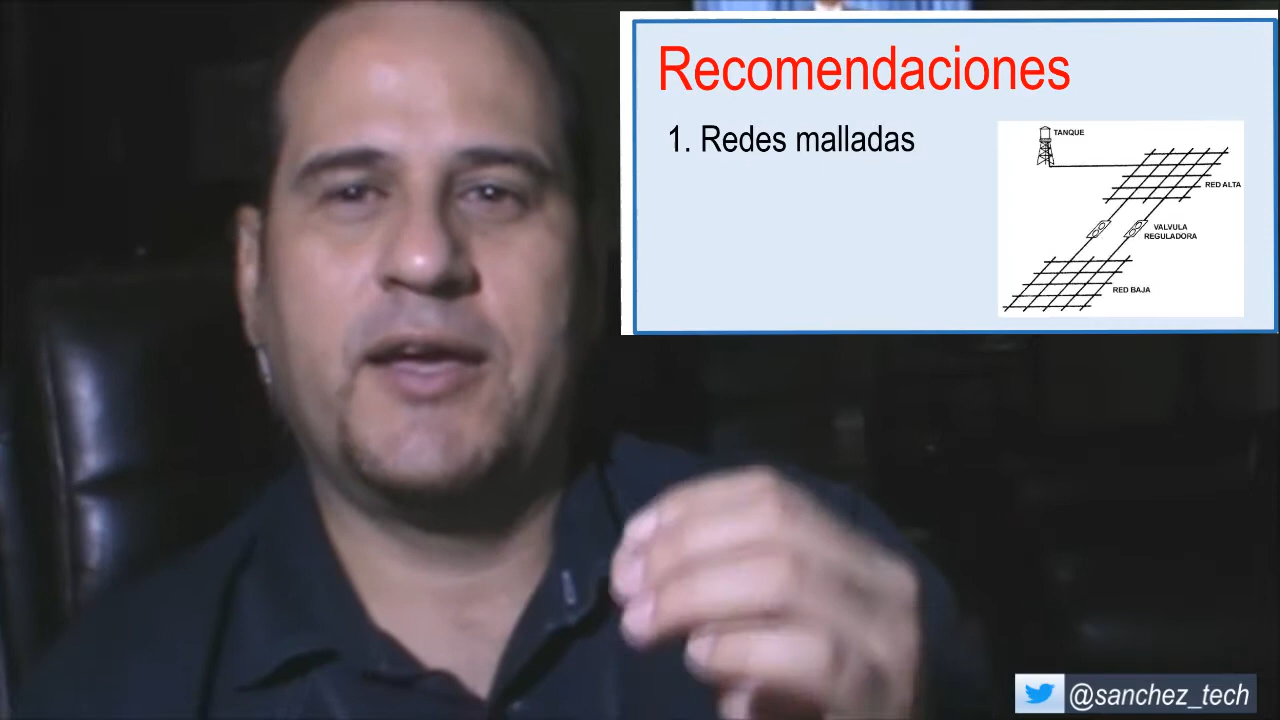 Recomendaciones
1. Redes malladas
TANQUE
RED ALTA
VALVULA
REGULADORA
RED BAJA
@sanchez_tech